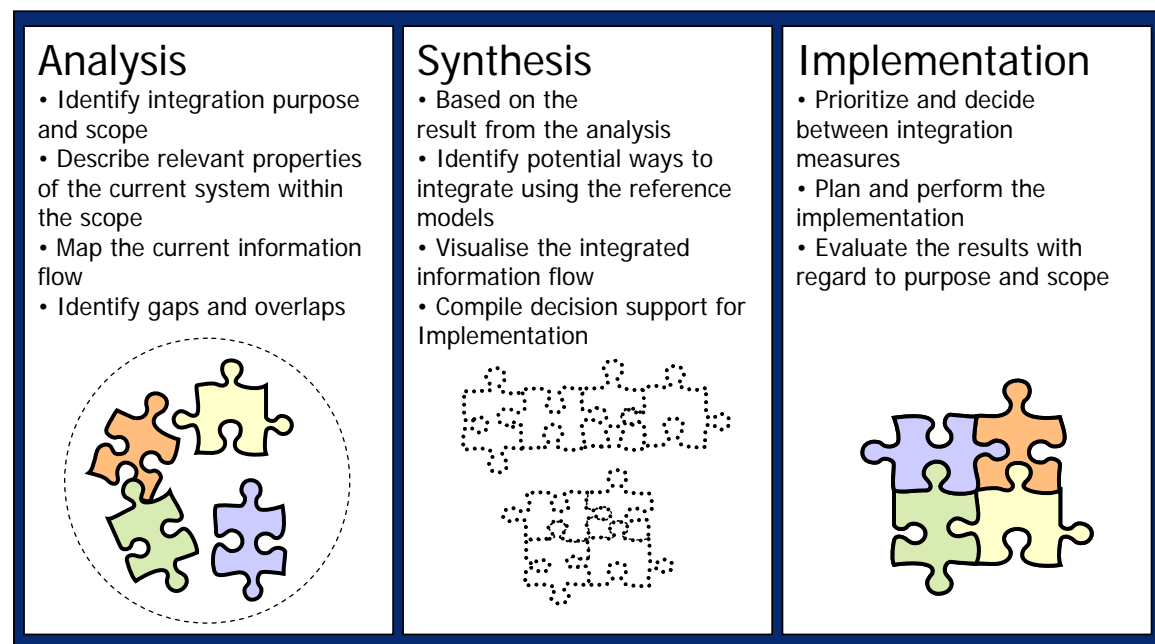 Analysis
• Identify integration purpose
and scope
• Describe relevant properties
of the current system within
the scope
• Map the current information
flow
• Identify gaps and overlaps
Synthesis
• Based on the
result from the analysis
• Identify potential ways to
integrate using the reference
models
• Visualise the integrated
information flow
• Compile decision support for
Implementation
Implementation
• Prioritize and decide
between integration
measures
• Plan and perform the
implementation
• Evaluate the results with
regard to purpose and scope